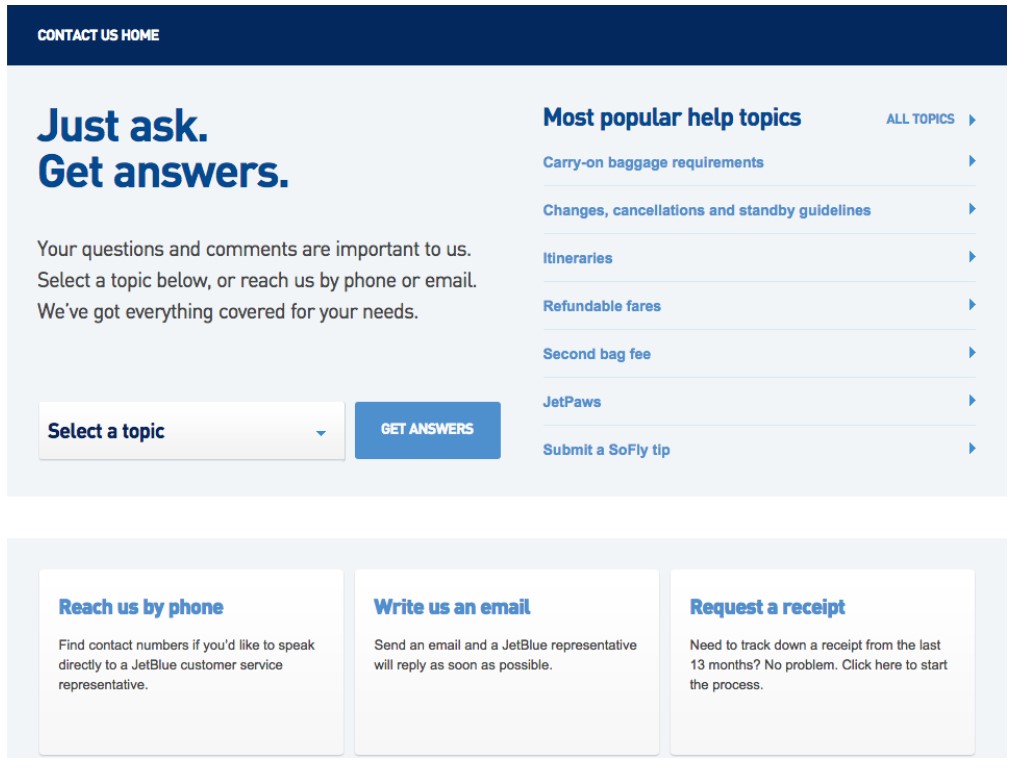 CONTACT US HOME
Just ask.
Get answers.
Your questions and comments are important to us.
Select a topic below, or reach us by phone or email.
We've got everything covered for your needs.
Select a topic
GET ANSWERS
Most popular help topics
ALL TOPICS
Carry-on baggage requirements
Changes, cancellations and standby guidelines
Itineraries
Refundable fares
Second bag fee
JetPaws
Submit a SoFly tip
Reach us by phone
Find contact numbers if you'd like to speak
directly to a JetBlue customer service
representative.
Write us an email
Send an email and a JetBlue representative
will reply as soon as possible.
Request a receipt
Need to track down a receipt from the last
13 months? No problem. Click here to start
the process.